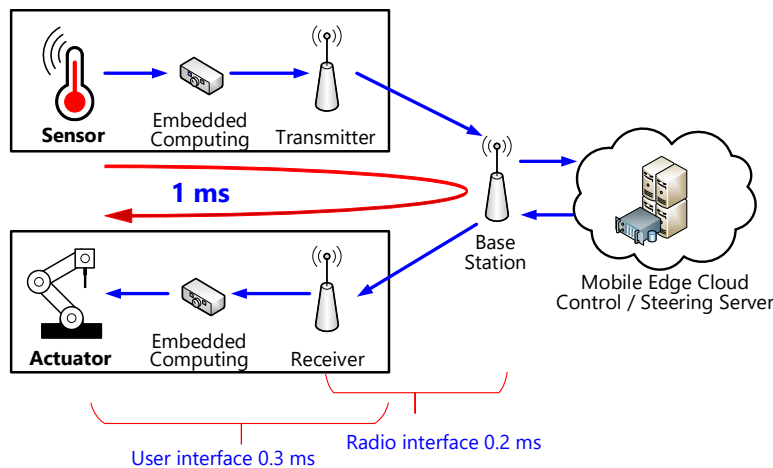 Sensor
Embedded
Computing
Transmitter
1 ms
Base
Station
Mobile Edge Cloud
Control / Steering Server
Actuator
Embedded
Computing
Receiver
User interface 0.3 ms
Radio interface 0.2 ms